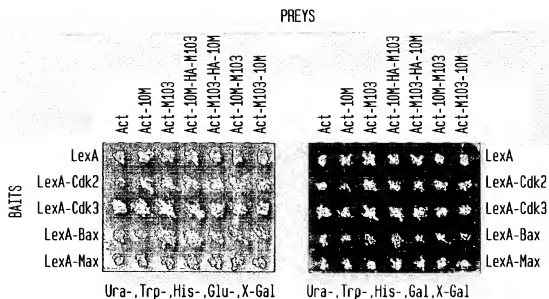 PREYS
Act
Act-10M
Act-M103
Act-10M-HA-M103
Act-M103-HA-10M
Act-10M-M103
Act-M103-10M
Act
Act-10M
Act-M103
Act-10M-HA-M103
Act-M103-HA-10M
Act-10M-M103
Act-M103-10M
BAITS
LexA
LexA-Cdk2
LexA-Cdk3
LexA-Bax
LexA-Max
LexA
LexA-Cdk2
LexA-Cdk3
LexA-Bax
LexA-Max
Ura-,Trp-,His-,Glu-,X-Gal
Ura-,Trp-,His-,Gal,X-Gal